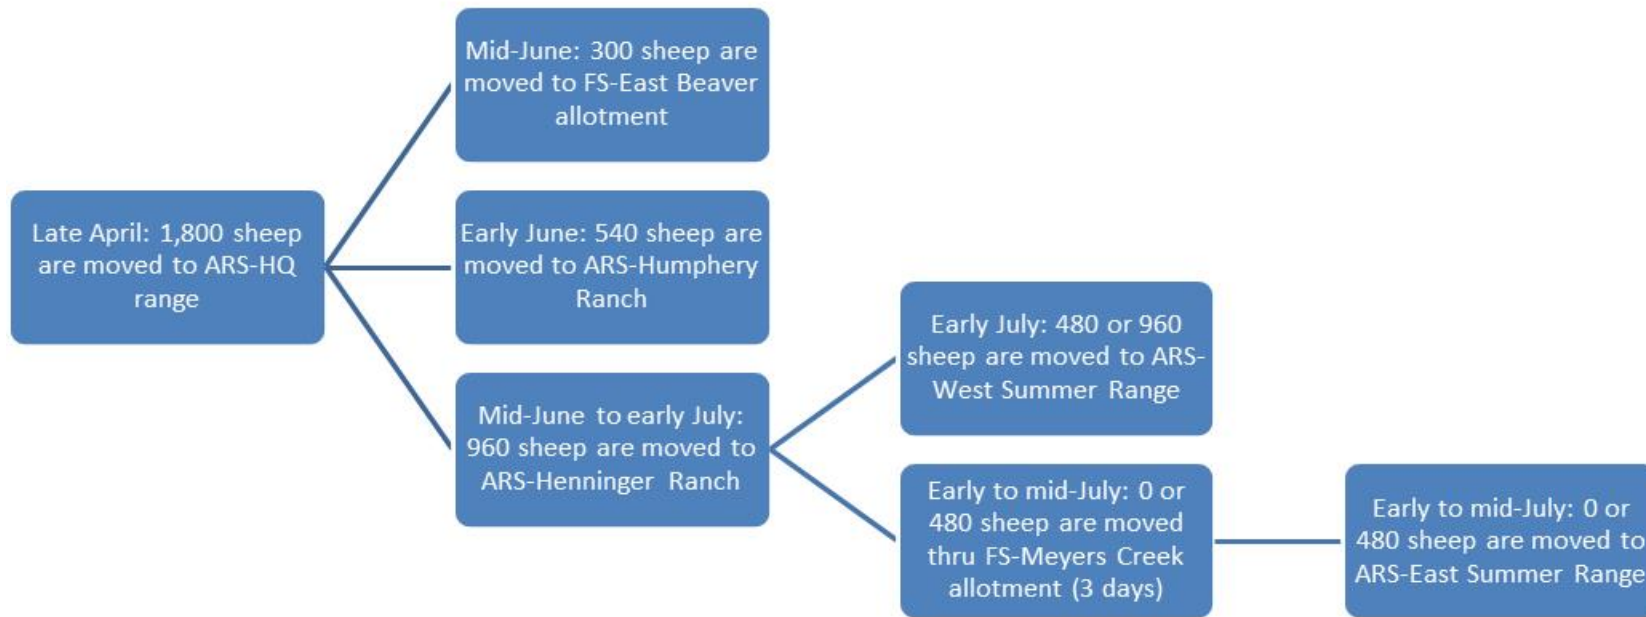 Late April: 1,800 sheep
are moved to ARS-HQ
range
Mid-June: 300 sheep are
moved to FS-East Beaver
allotment
Early June: 540 sheep are
moved to ARS-Humphery
Ranch
Mid-June to early July:
960 sheep are moved to
ARS-Henninger Ranch
Early July: 480 or 960
sheep are moved to ARS-
West Summer Range
Early to mid-July: 0 or
480 sheep are moved
thru FS-Meyers Creek
allotment (3 days)
Early to mid-July: 0 or
480 sheep are moved to
ARS-East Summer Range